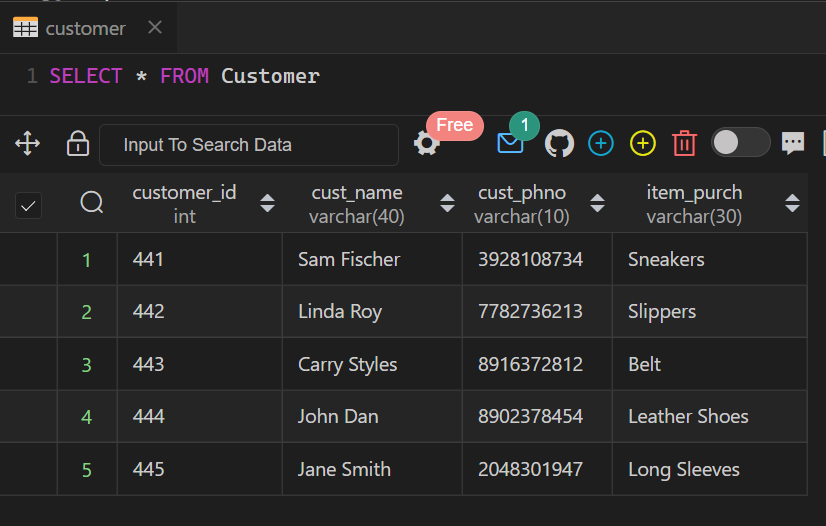 customer
1 SELECT * FROM Customer
Input To Search Data Free 1
customer_id cust_name cust_phno item_purch
int varchar(40) varchar(10) varchar(30)
1 441 Sam Fischer 3928108734 Sneakers
2 442 Linda Roy 7782736213 Slippers
3 443 Carry Styles 8916372812 Belt
4 444 John Dan 8902378454 Leather Shoes
5 445 Jane Smith 2048301947 Long Sleeves